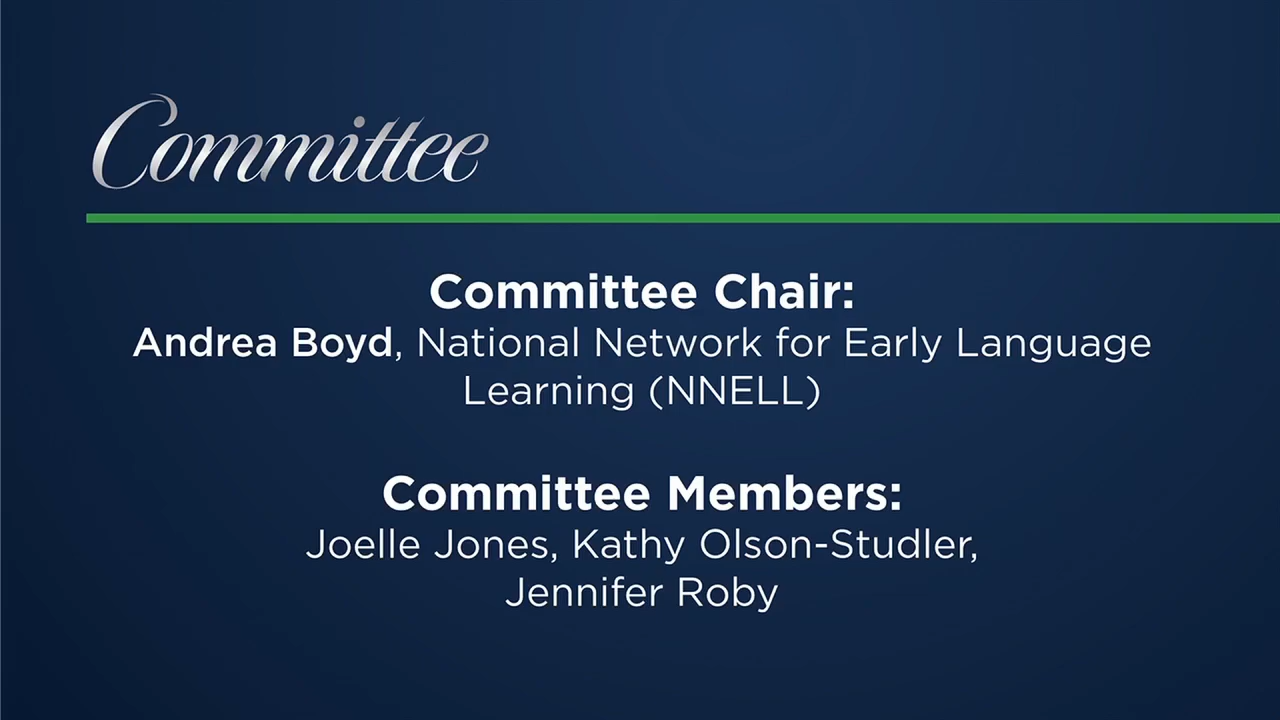 Committee
Committee Chair:
Andrea Boyd, National Network for Early Language
Learning (NNELL)
Committee Members:
Joelle Jones, Kathy Olson-Studler,
Jennifer Roby